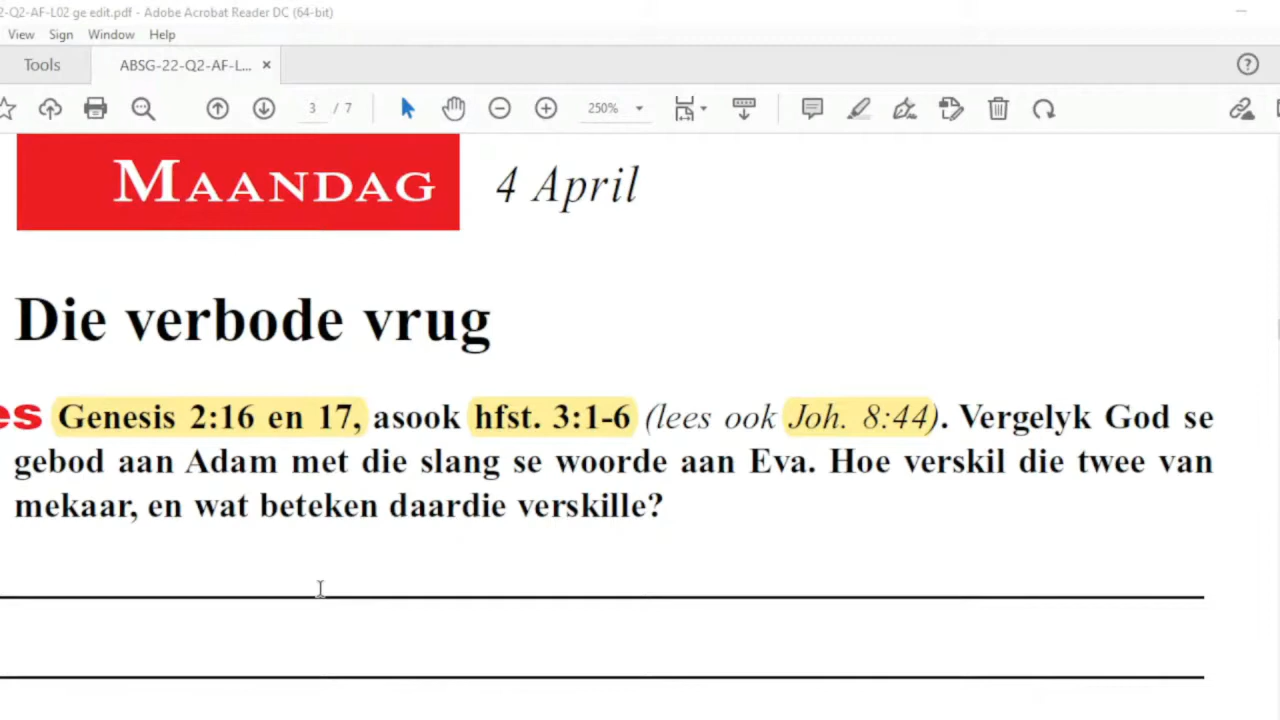 2-Q2-AF-L02 ge edit.pdf - Adobe Acrobat Reader DC (64-bit)
View Sign Window Help
Tools ABSG-22-Q2-AF-L... ×
3 / 7 250%
MAANDAG 4 April
Die verbode vrug
es Genesis 2:16 en 17, asook hfst. 3:1-6 (lees ook Joh. 8:44). Vergelyk God se
gebod aan Adam met die slang se woorde aan Eva. Hoe verskil die twee van
mekaar, en wat beteken daardie verskille?